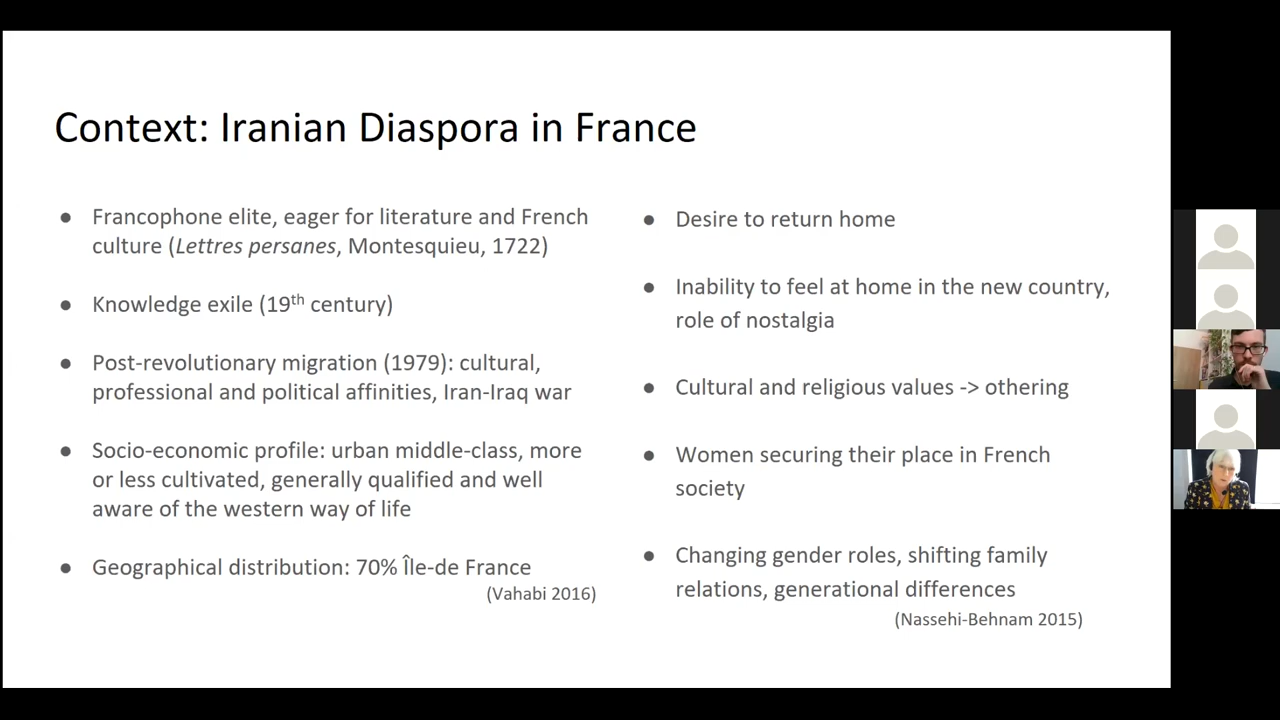 Context: Iranian Diaspora in France
● Francophone elite, eager for literature and French
culture (Lettres persanes, Montesquieu, 1722)
● Knowledge exile (19th century)
● Post-revolutionary migration (1979): cultural,
professional and political affinities, Iran-Iraq war
● Socio-economic profile: urban middle-class, more
or less cultivated, generally qualified and well
aware of the western way of life
● Geographical distribution: 70% Île-de France
(Vahabi 2016)
● Desire to return home
● Inability to feel at home in the new country,
role of nostalgia
● Cultural and religious values -> othering
● Women securing their place in French
society
● Changing gender roles, shifting family
relations, generational differences
(Nassehi-Behnam 2015)